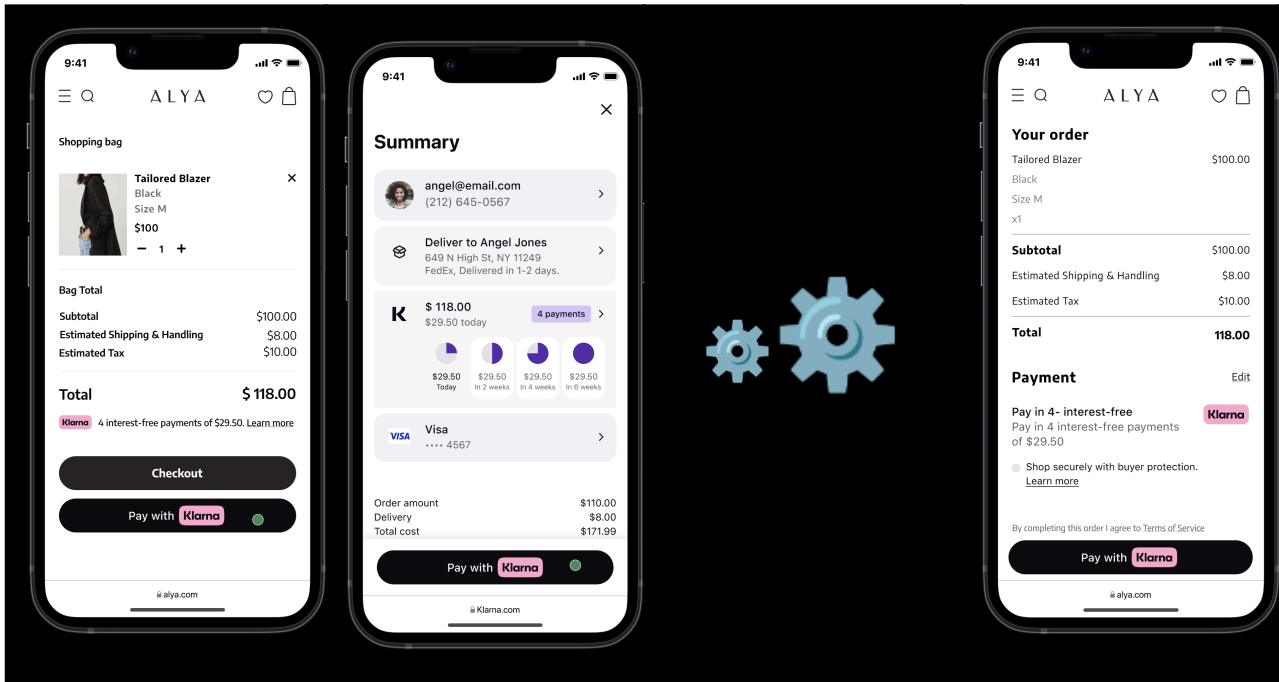 9:41
ALYA
Shopping bag
Tailored Blazer
Black
Size M
$100
1
Bag Total
Subtotal $100.00
Estimated Shipping & Handling $8.00
Estimated Tax $10.00
Total $ 118.00
Klarna 4 interest-free payments of $29.50. Learn more
Checkout
Pay with Klarna
alya.com
9:41
Summary
angel@email.com
(212) 645-0567
Deliver to Angel Jones
649 N High St, NY 11249
FedEx, Delivered in 1-2 days.
K $ 118.00 4 payments
$29.50 today
$29.50 $29.50 $29.50 $29.50
Today In 2 weeks In 4 weeks In 6 weeks
VISA Visa
•••• 4567
Order amount $110.00
Delivery $8.00
Total cost $171.99
Pay with Klarna
Klarna.com
9:41
ALYA
Your order
Tailored Blazer $100.00
Black
Size M
x1
Subtotal $100.00
Estimated Shipping & Handling $8.00
Estimated Tax $10.00
Total 118.00
Payment Edit
Pay in 4- interest-free Klarna
Pay in 4 interest-free payments
of $29.50
Shop securely with buyer protection.
Learn more
By completing this order I agree to Terms of Service
Pay with Klarna
alya.com